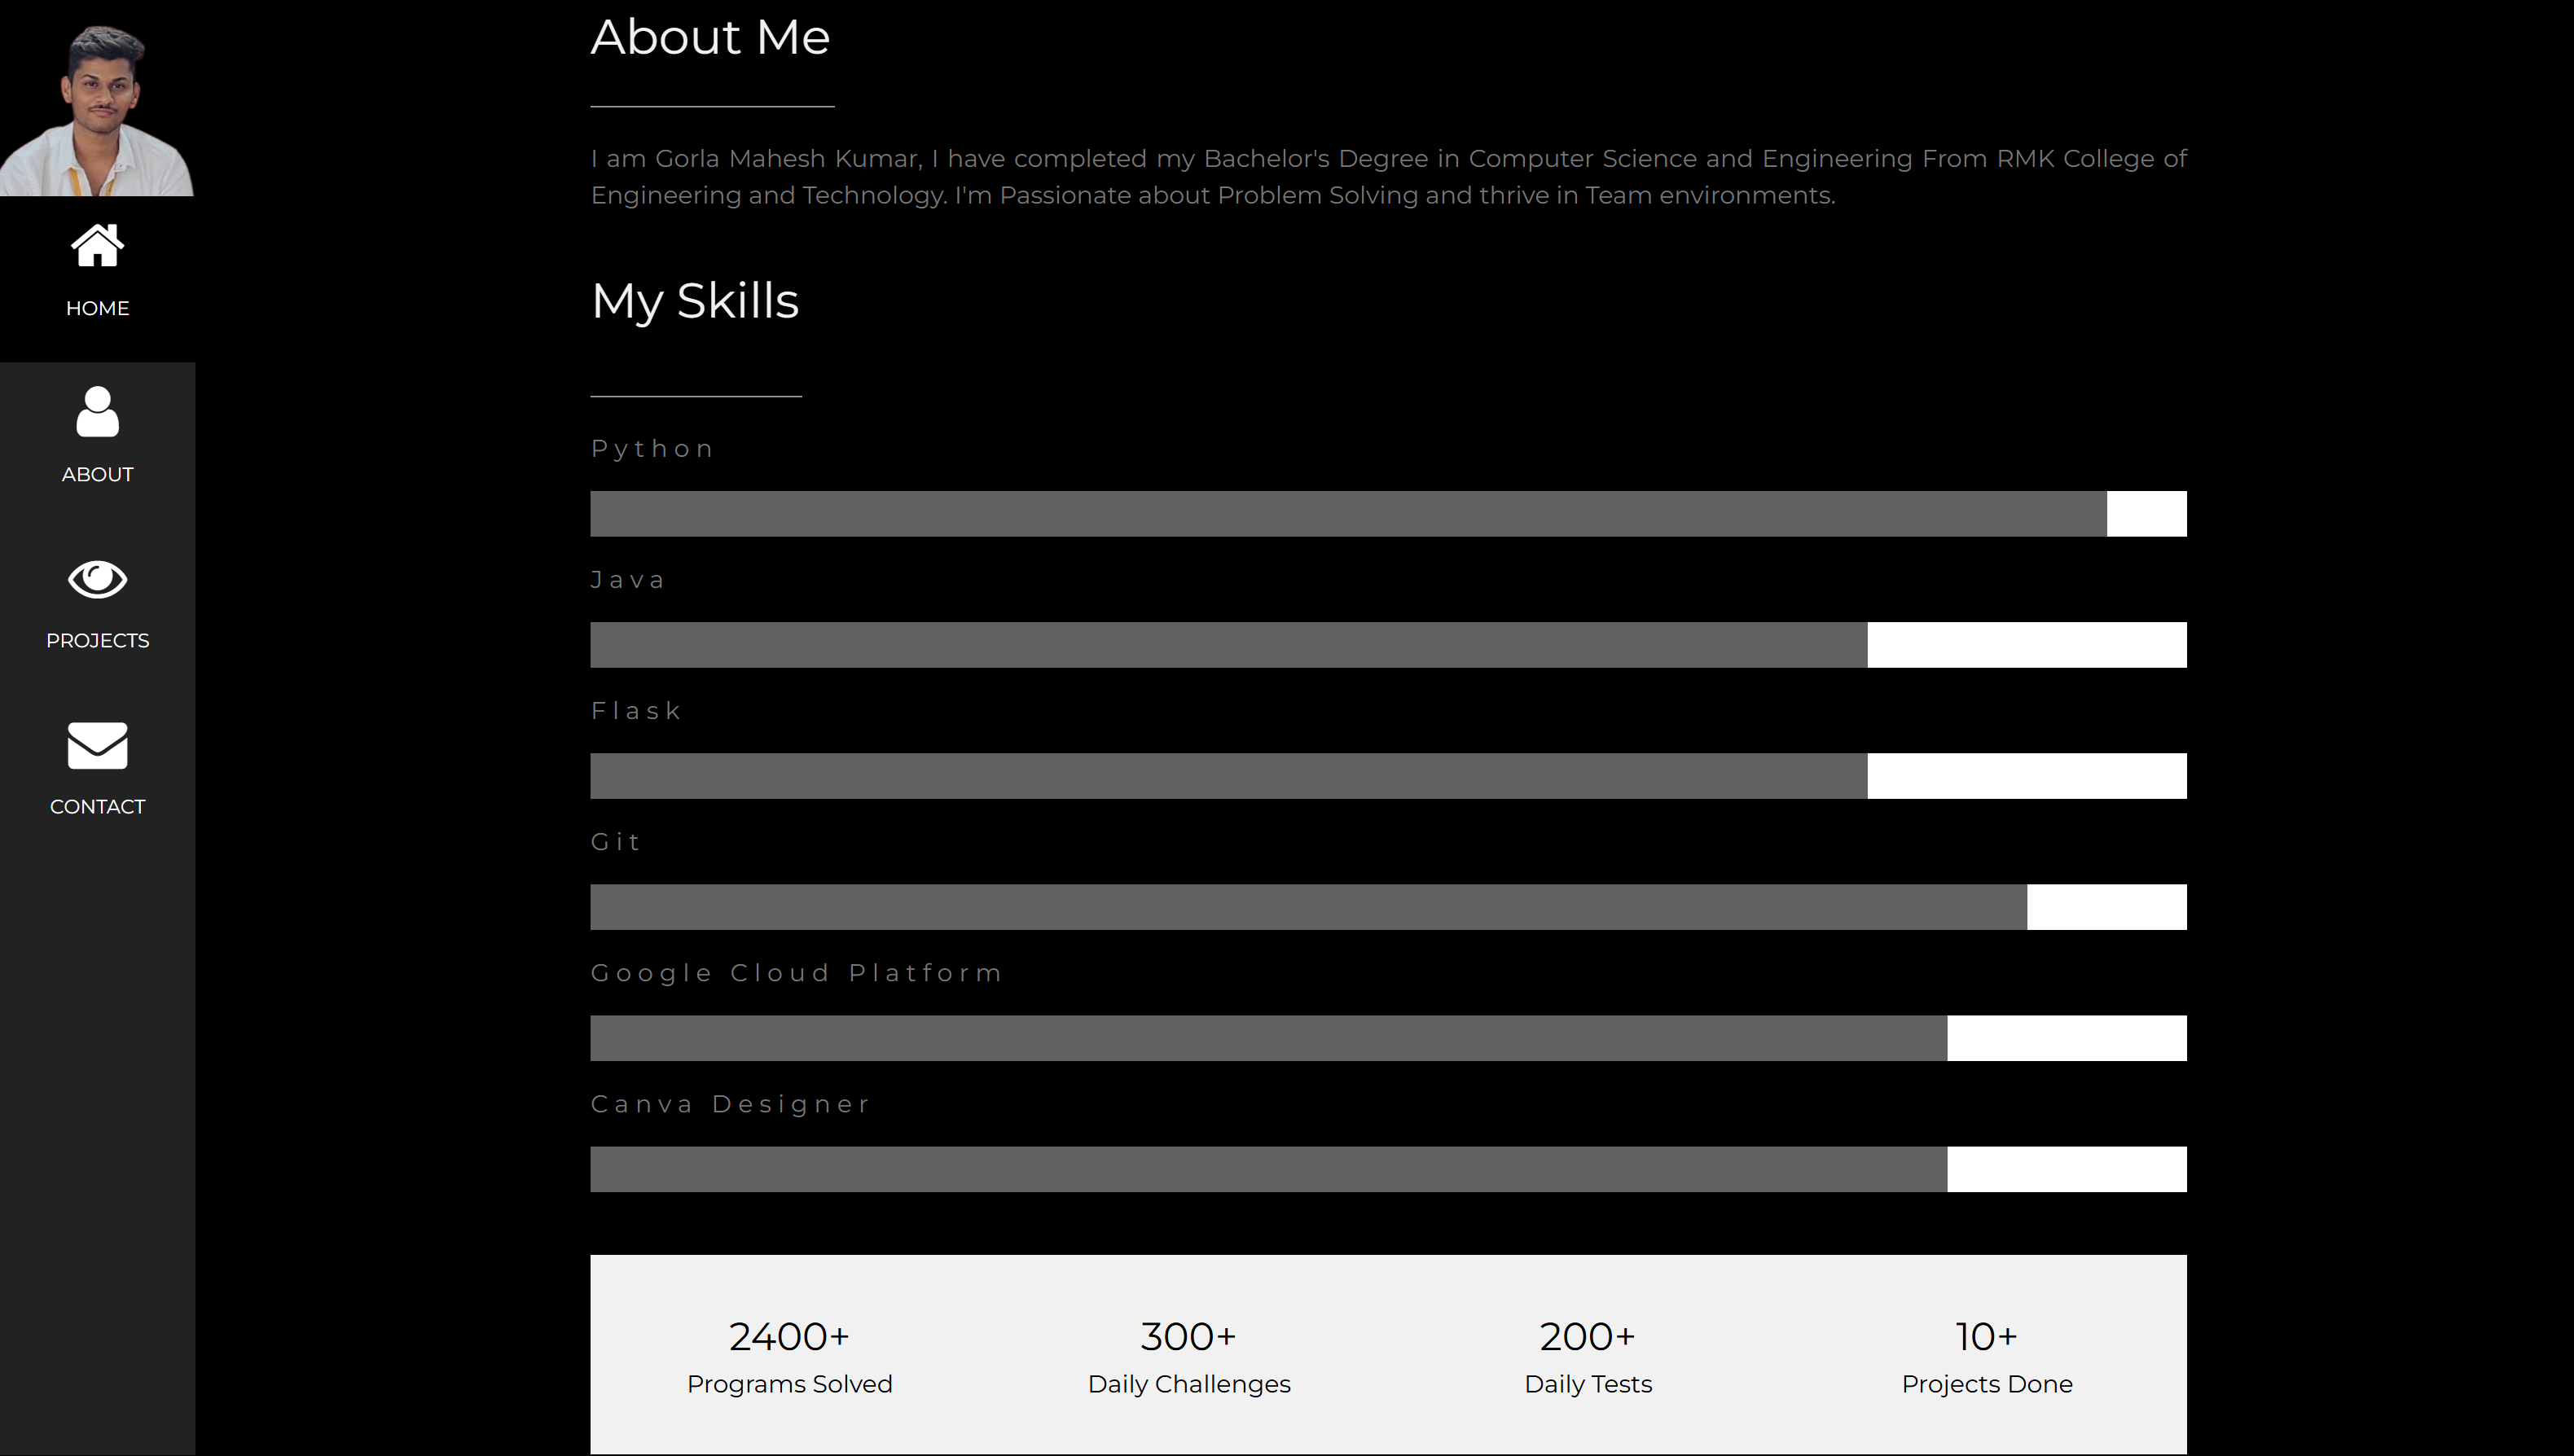 HOME
ABOUT
PROJECTS
CONTACT
About Me
I am Gorla Mahesh Kumar, I have completed my Bachelor's Degree in Computer Science and Engineering From RMK College of
Engineering and Technology. I'm Passionate about Problem Solving and thrive in Team environments.
My Skills
Python
Java
Flask
Git
Google Cloud Platform
Canva Designer
2400+ 300+ 200+ 10+
Programs Solved Daily Challenges Daily Tests Projects Done